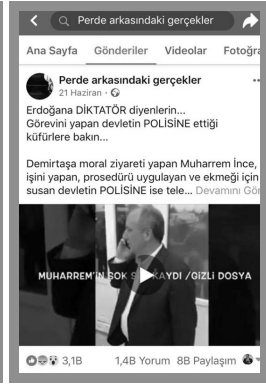 Perde arkasındaki gerçekler
Ana Sayfa Gönderiler Videolar Fotoğra
Perde arkasındaki gerçekler
21 Haziran ·
Erdoğana DİKTATÖR diyenlerin...
Görevini yapan devletin POLİSİNE ettiği
küfürlere bakın...
Demirtaşa moral ziyareti yapan Muharrem İnce,
işini yapan, prosedürü uygulayan ve ekmeği için
susan devletin POLİSİNE ise tele... Devamını Gör
MUHARREM'İN ŞOK S KAYDI /GİZLİ DOSYA
3,1B 1,4B Yorum 8B Paylaşım